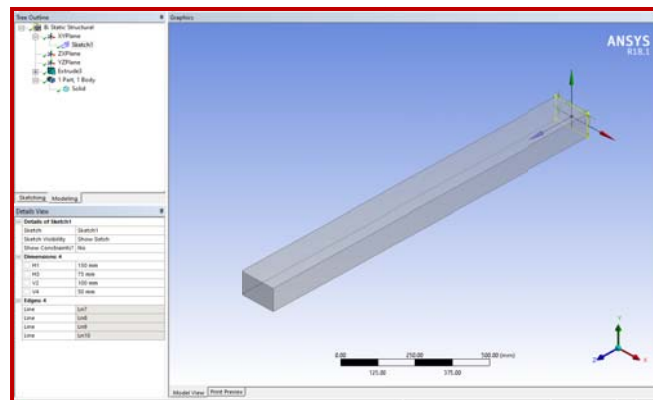 Tree Outline
Graphics
B: Static Structural
XYPlane
Sketch1
ZXPlane
YZPlane
Extrude3
1 Part, 1 Body
Solid
ANSYS
R18.1
Sketching Modeling
Details View
Details of Sketch1
Sketch Sketch1
Sketch Visibility Show Sketch
Show Constraints? No
Dimensions: 4
H1 150 mm
H3 75 mm
V2 100 mm
V4 50 mm
Edges: 4
Line Ln7
Line Ln8
Line Ln9
Line Ln10
0.00 250.00 500.00 (mm)
125.00 375.00
Y
Z X
Model View Print Preview